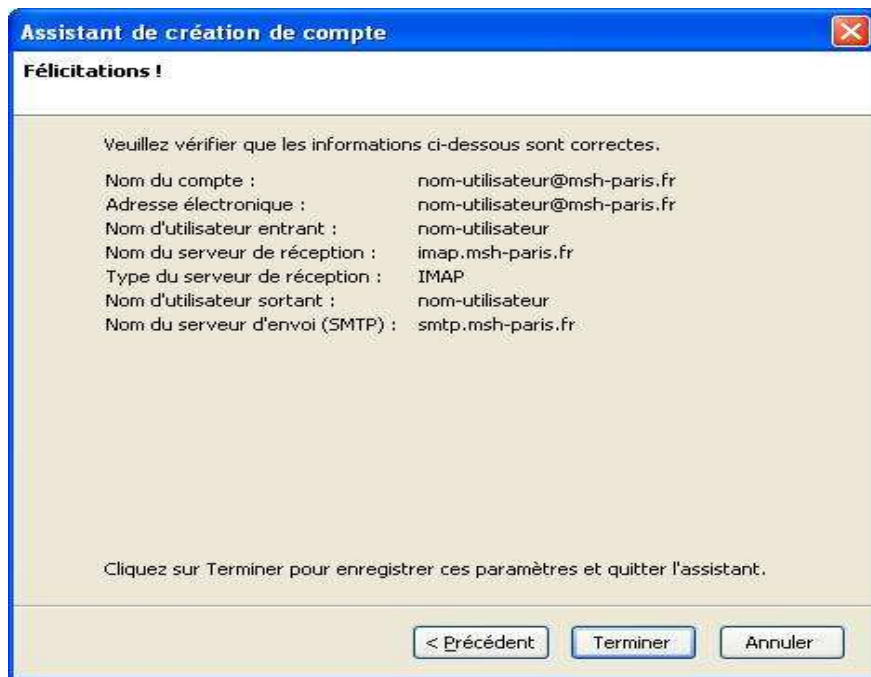 Assistant de création de compte
Félicitations !
Veuillez vérifier que les informations ci-dessous sont correctes.
Nom du compte : nom-utilisateur@msh-paris.fr
Adresse électronique : nom-utilisateur@msh-paris.fr
Nom d'utilisateur entrant : nom-utilisateur
Nom du serveur de réception : imap.msh-paris.fr
Type du serveur de réception : IMAP
Nom d'utilisateur sortant : nom-utilisateur
Nom du serveur d'envoi (SMTP) : smtp.msh-paris.fr
Cliquez sur Terminer pour enregistrer ces paramètres et quitter l'assistant.
< Précédent Terminer Annuler